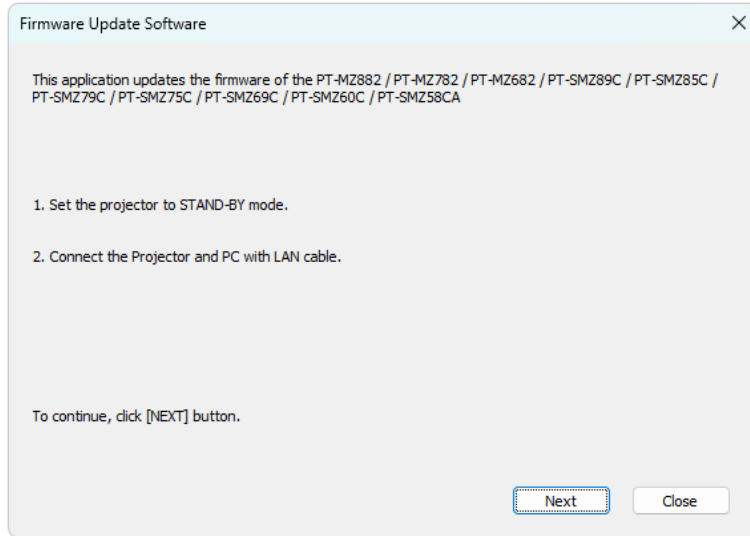 Firmware Update Software
This application updates the firmware of the PT-MZ882 / PT-MZ782 / PT-MZ682 / PT-SMZ89C / PT-SMZ85C /
PT-SMZ79C / PT-SMZ75C / PT-SMZ69C / PT-SMZ60C / PT-SMZ58CA
1. Set the projector to STAND-BY mode.
2. Connect the Projector and PC with LAN cable.
To continue, click [NEXT] button.
Next
Close